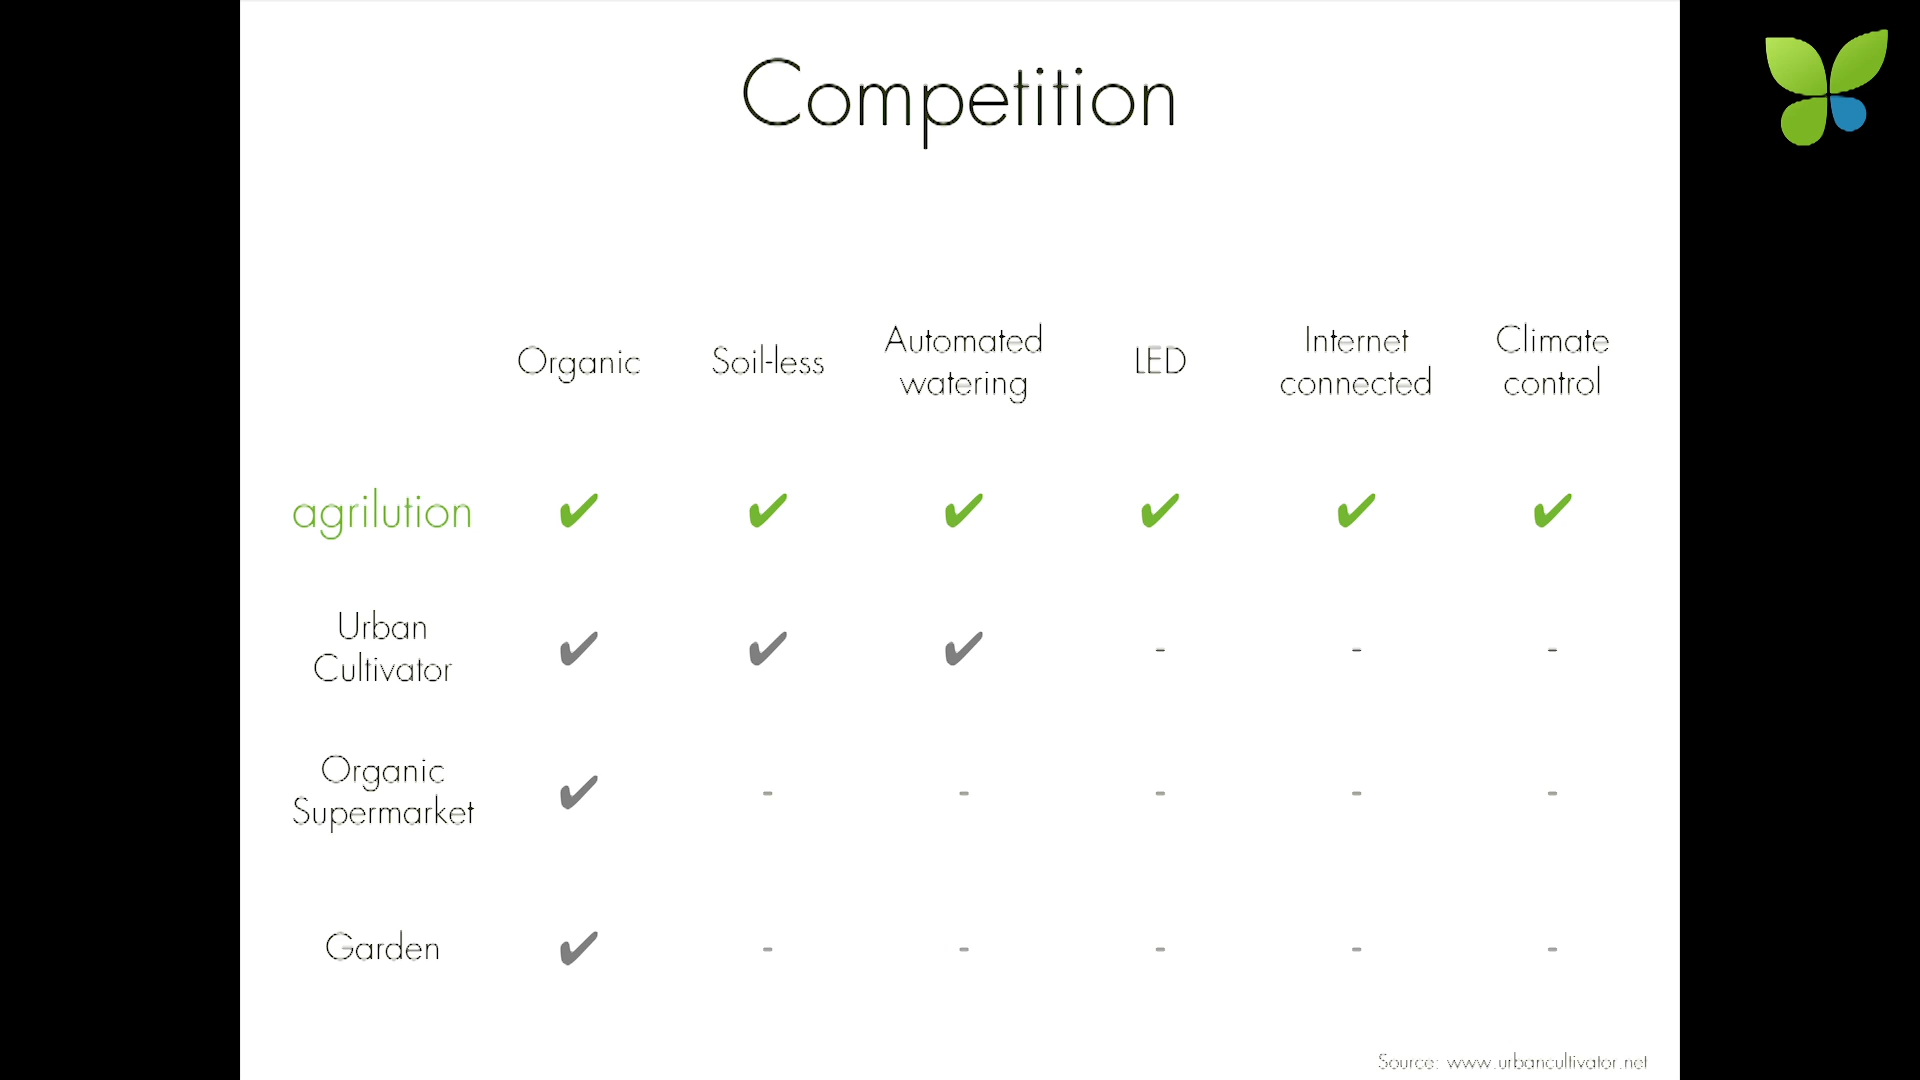 Competition
Organic
Soil-less
Automated
watering
LED
Internet
connected
Climate
control
agrilution ✔ ✔ ✔ ✔ ✔ ✔
Urban
Cultivator ✔ ✔ ✔ - - -
Organic
Supermarket ✔ - - - - -
Garden ✔ - - - - -
Source: www.urbancultivator.net